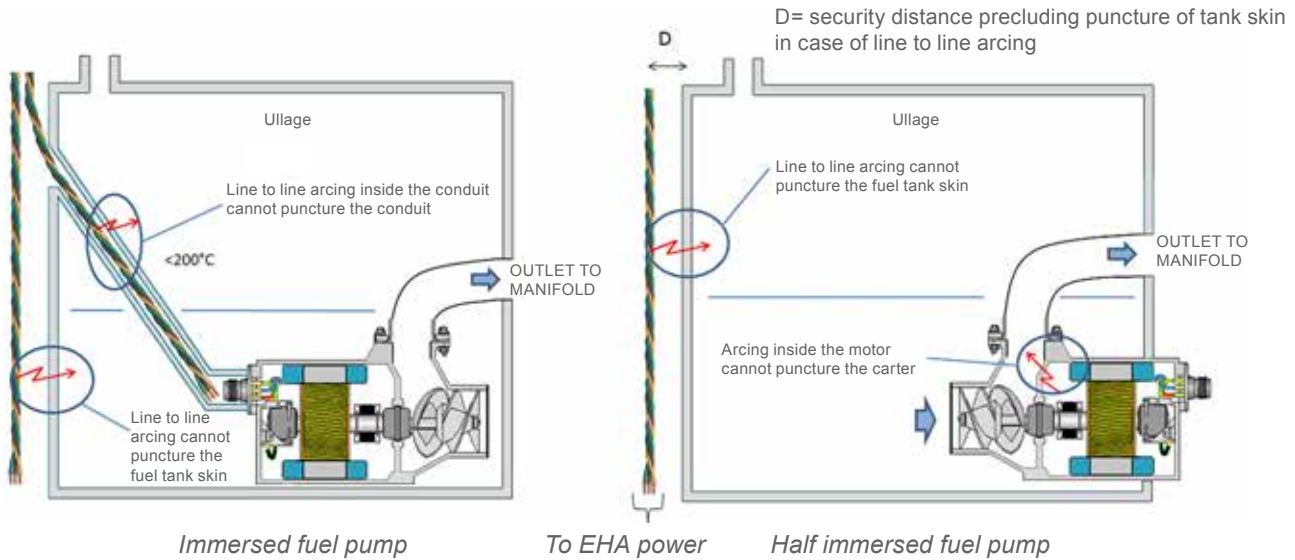 D= security distance precluding puncture of tank skin
in case of line to line arcing
D
Ullage
Line to line arcing inside the conduit
cannot puncture the conduit
<200°C
OUTLET TO
MANIFOLD
Line to line
arcing cannot
puncture the
fuel tank skin
Ullage
Line to line arcing cannot
puncture the fuel tank skin
OUTLET TO
MANIFOLD
Arcing inside the motor
cannot puncture the carter
Immersed fuel pump
To EHA power
Half immersed fuel pump